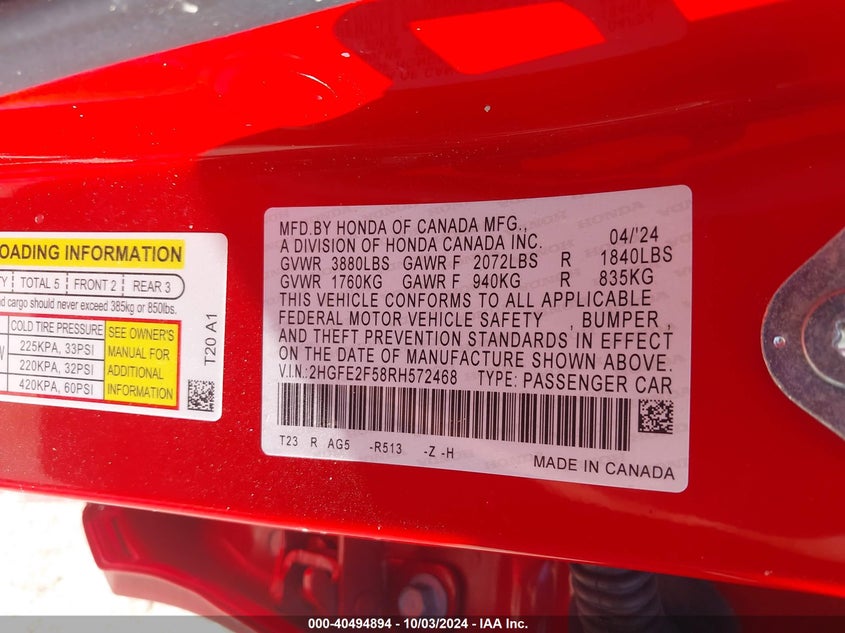 OADING INFORMATION
TY TOTAL 5 FRONT 2 REAR 3
nd cargo should never exceed 385kg or 850lbs.
COLD TIRE PRESSURE
225KPA, 33PSI
220KPA, 32PSI
420KPA, 60PSI
SEE OWNER'S
MANUAL FOR
ADDITIONAL
INFORMATION
T20 A1
MFD.BY HONDA OF CANADA MFG.,
A DIVISION OF HONDA CANADA INC. 04/'24
GVWR 3880LBS GAWR F 2072LBS R 1840LBS
GVWR 1760KG GAWR F 940KG R 835KG
THIS VEHICLE CONFORMS TO ALL APPLICABLE
FEDERAL MOTOR VEHICLE SAFETY , BUMPER,
AND THEFT PREVENTION STANDARDS IN EFFECT
ON THE DATE OF MANUFACTURE SHOWN ABOVE.
V.I.N.:2HGFE2F58RH572468 TYPE: PASSENGER CAR
T23 R AG5 -R513 -Z -H
MADE IN CANADA
000-40494894 - 10/03/2024 - IAA Inc.